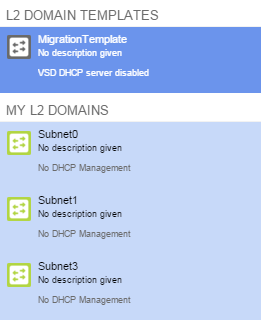 L2 DOMAIN TEMPLATES
MigrationTemplate
No description given
VSD DHCP server disabled
MY L2 DOMAINS
Subnet0
No description given
No DHCP Management
Subnet1
No description given
No DHCP Management
Subnet3
No description given
No DHCP Management